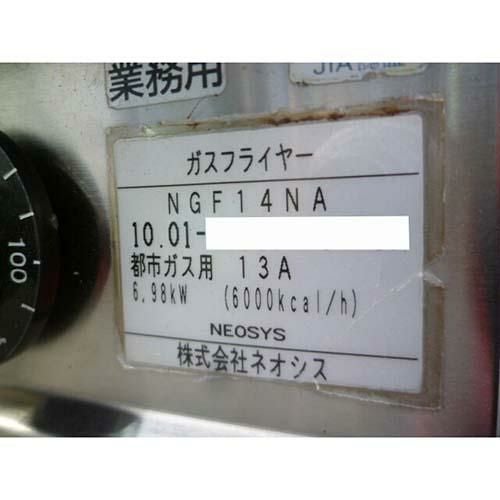 業務用
JIA
ガスフライヤー
NGF14NA
10.01-
都市ガス用 13A
6.98kW (6000kcal/h)
NEOSYS
株式会社ネオシス
100